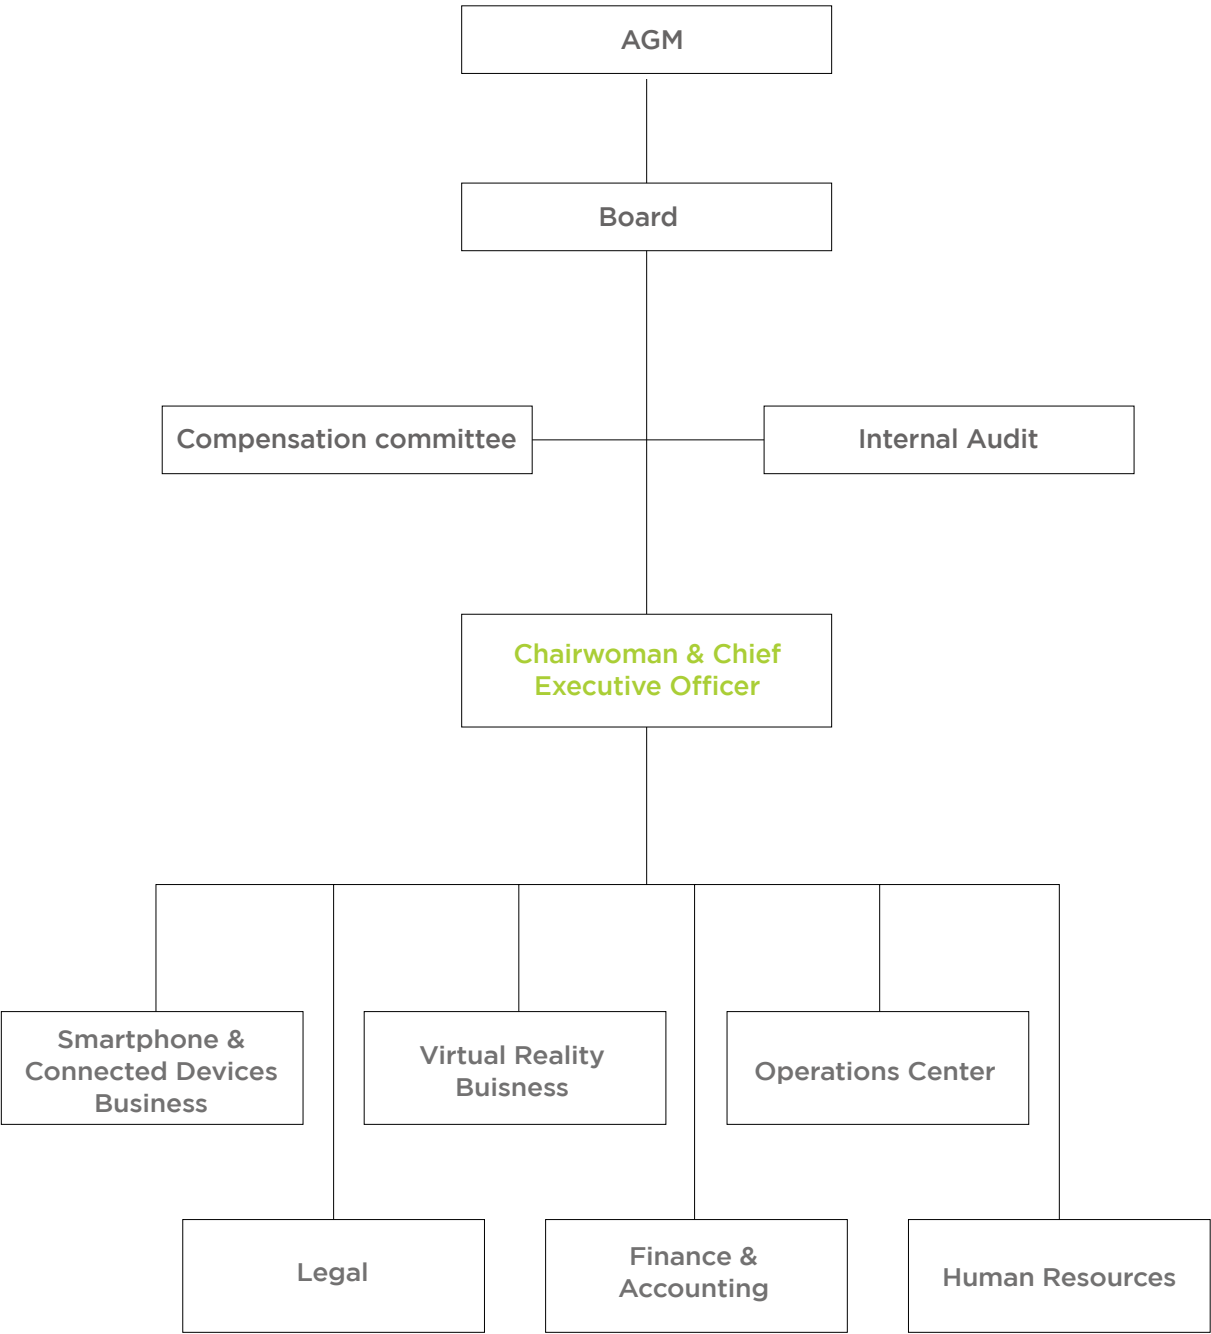 AGM
Board
Compensation committee
Internal Audit
Chairwoman & Chief
Executive Officer
Smartphone &
Connected Devices
Business
Virtual Reality
Buisness
Operations Center
Legal
Finance &
Accounting
Human Resources